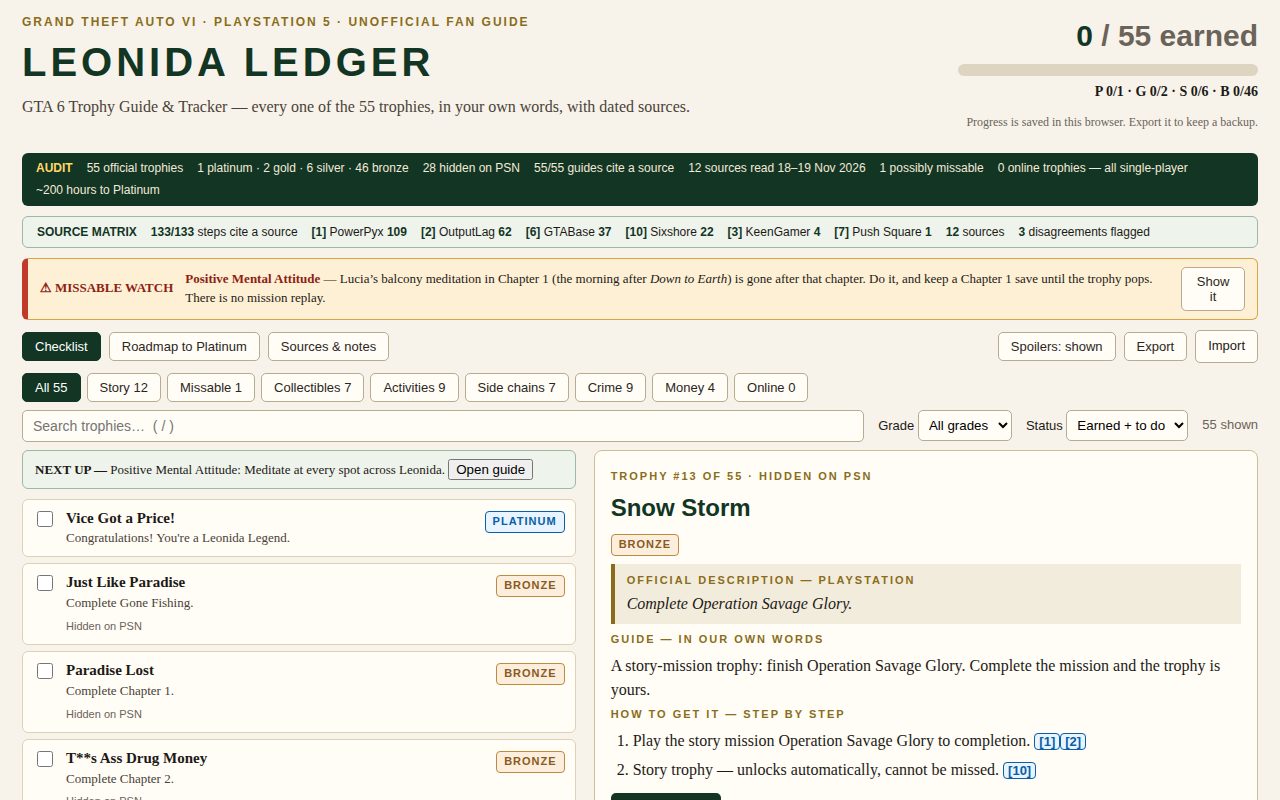 GRAND THEFT AUTO VI · PLAYSTATION 5 · UNOFFICIAL FAN GUIDE
LEONIDA LEDGER
GTA 6 Trophy Guide & Tracker — every one of the 55 trophies, in your own words, with dated sources.
0 / 55 earned
P 0/1 · G 0/2 · S 0/6 · B 0/46
Progress is saved in this browser. Export it to keep a backup.
AUDIT 55 official trophies 1 platinum · 2 gold · 6 silver · 46 bronze 28 hidden on PSN 55/55 guides cite a source 12 sources read 18–19 Nov 2026 1 possibly missable 0 online trophies — all single-player
~200 hours to Platinum
SOURCE MATRIX 133/133 steps cite a source [1] PowerPyx 109 [2] OutputLag 62 [6] GTABase 37 [10] Sixshore 22 [3] KeenGamer 4 [7] Push Square 1 12 sources 3 disagreements flagged
⚠ MISSABLE WATCH
Positive Mental Attitude — Lucia’s balcony meditation in Chapter 1 (the morning after Down to Earth) is gone after that chapter. Do it, and keep a Chapter 1 save until the trophy pops.
There is no mission replay.
Show
it
Checklist Roadmap to Platinum Sources & notes Spoilers: shown Export Import
All 55 Story 12 Missable 1 Collectibles 7 Activities 9 Side chains 7 Crime 9 Money 4 Online 0
Search trophies… ( / ) Grade All grades Status Earned + to do 55 shown
NEXT UP — Positive Mental Attitude: Meditate at every spot across Leonida. Open guide
Vice Got a Price!
PLATINUM
Congratulations! You're a Leonida Legend.
Just Like Paradise
BRONZE
Complete Gone Fishing.
Hidden on PSN
Paradise Lost
BRONZE
Complete Chapter 1.
Hidden on PSN
T**s Ass Drug Money
BRONZE
Complete Chapter 2.
Hidden on PSN
TROPHY #13 OF 55 · HIDDEN ON PSN
Snow Storm
BRONZE
OFFICIAL DESCRIPTION — PLAYSTATION
Complete Operation Savage Glory.
GUIDE — IN OUR OWN WORDS
A story-mission trophy: finish Operation Savage Glory. Complete the mission and the trophy is
yours.
HOW TO GET IT — STEP BY STEP
1. Play the story mission Operation Savage Glory to completion. [1] [2]
2. Story trophy — unlocks automatically, cannot be missed. [10]